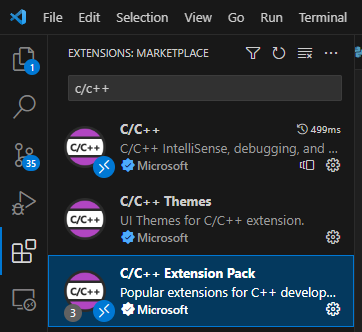 File Edit Selection View Go Run Terminal
EXTENSIONS: MARKETPLACE
1
c/c++
35
C/C++
C/C++
499ms
C/C++ IntelliSense, debugging, and ...
Microsoft
C/C++
C/C++ Themes
UI Themes for C/C++ extension.
Microsoft
C/C++
C/C++ Extension Pack
Popular extensions for C++ develop...
3
Microsoft